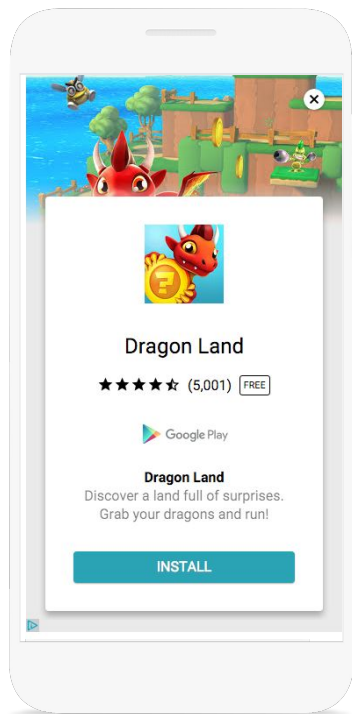 Dragon Land
(5,001) FREE
Google Play
Dragon Land
Discover a land full of surprises.
Grab your dragons and run!
INSTALL